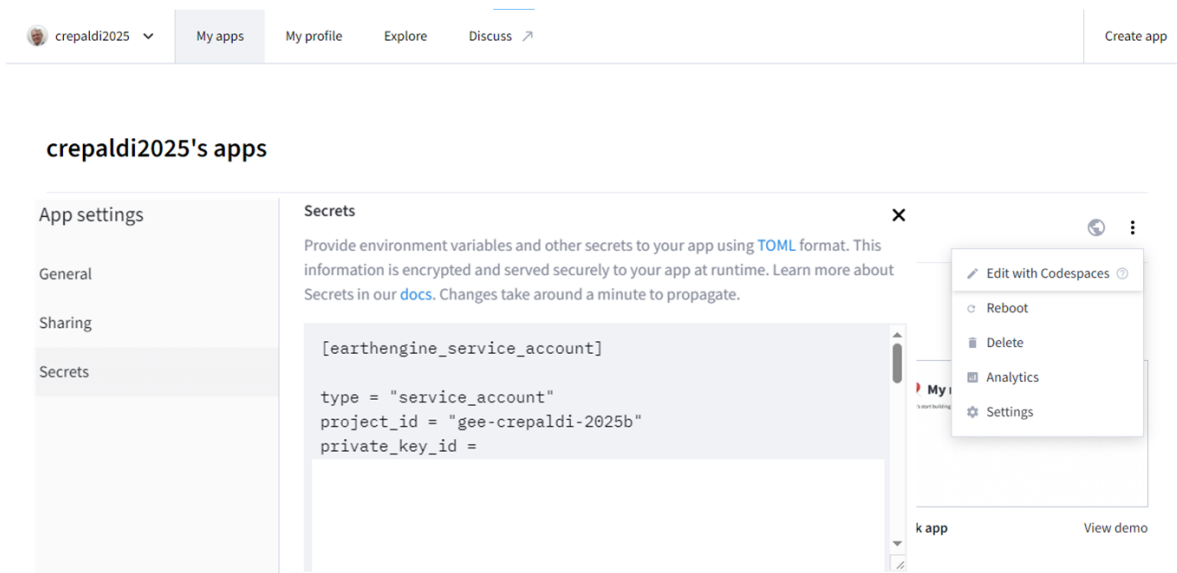 crepaldi2025 My apps My profile Explore Discuss Create app
crepaldi2025's apps
App settings
General
Sharing
Secrets
Secrets
Provide environment variables and other secrets to your app using TOML format. This
information is encrypted and served securely to your app at runtime. Learn more about
Secrets in our docs. Changes take around a minute to propagate.
[earthengine_service_account]
type = "service_account"
project_id = "gee-crepaldi-2025b"
private_key_id =
Edit with Codespaces
Reboot
Delete
Analytics
Settings
My
's start building
k app View demo